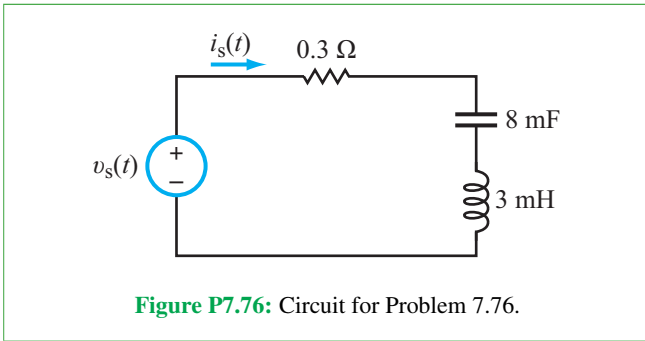 i_s(t)
0.3 Ω
8 mF
+
υ_s(t)
−
3 mH
Figure P7.76: Circuit for Problem 7.76.